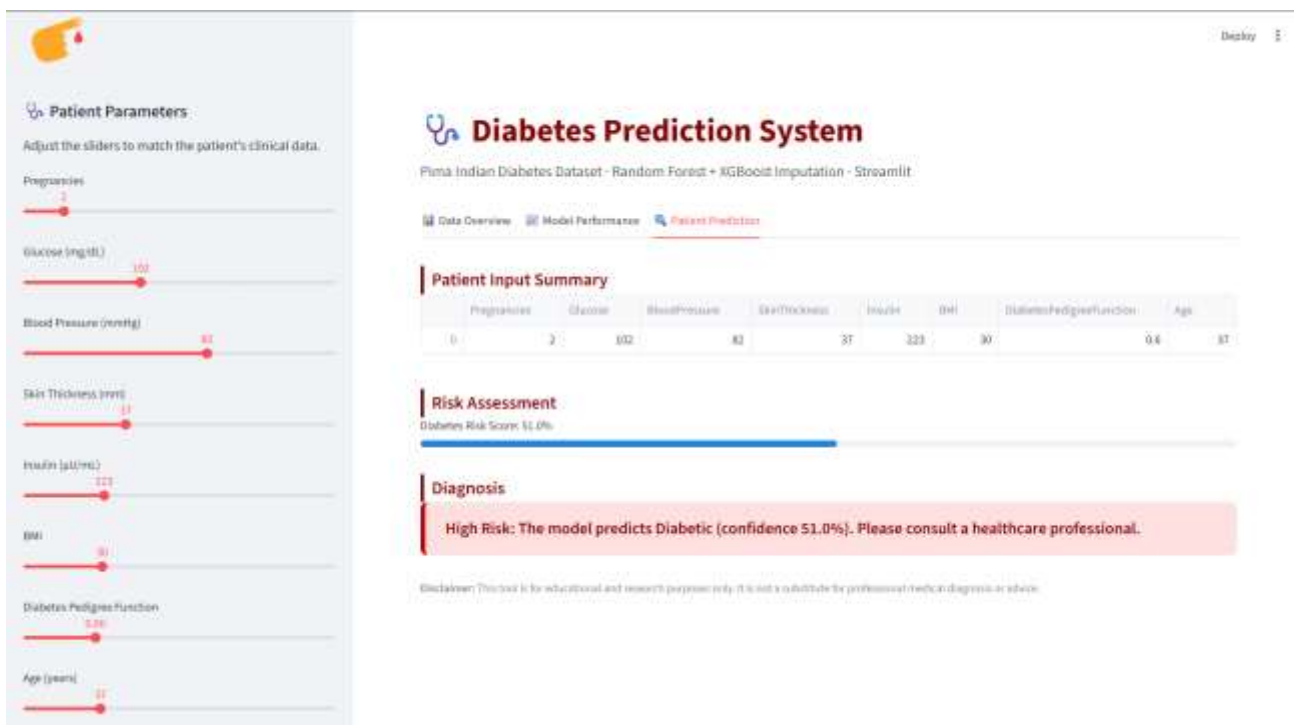 Deploy
Patient Parameters
Adjust the sliders to match the patient's clinical data.
Pregnancies
2
Glucose (mg/dL)
102
Blood Pressure (mmHg)
82
Skin Thickness (mm)
37
Insulin (μU/mL)
223
BMI
30
Diabetes Pedigree Function
Age (years)
37
Diabetes Prediction System
Pima Indian Diabetes Dataset · Random Forest + XGBoost Imputation · Streamlit
Data Overview Model Performance Patient Prediction
Patient Input Summary
Pregnancies Glucose BloodPressure SkinThickness Insulin BMI DiabetesPedigreeFunction Age
0 2 102 82 37 223 30 0.6 37
Risk Assessment
Diabetes Risk Score: 51.0%
Diagnosis
High Risk: The model predicts Diabetic (confidence 51.0%). Please consult a healthcare professional.
Disclaimer: This tool is for educational and research purposes only. It is not a substitute for professional medical diagnosis or advice.